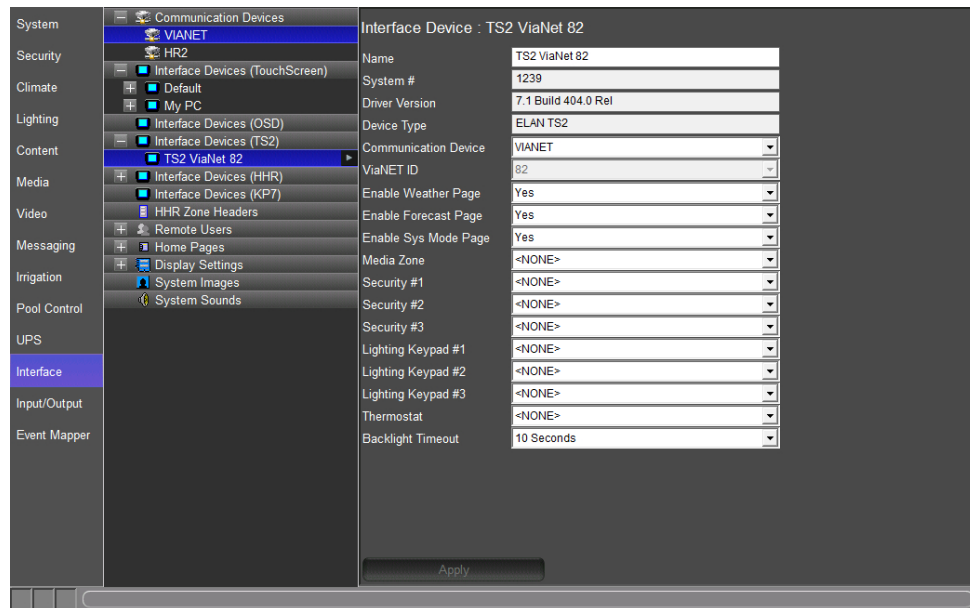 System
Security
Climate
Lighting
Content
Media
Video
Messaging
Irrigation
Pool Control
UPS
Interface
Input/Output
Event Mapper
Communication Devices
VIANET
HR2
Interface Devices (TouchScreen)
Default
My PC
Interface Devices (OSD)
Interface Devices (TS2)
TS2 ViaNet 82
Interface Devices (HHR)
Interface Devices (KP7)
HHR Zone Headers
Remote Users
Home Pages
Display Settings
System Images
System Sounds
Interface Device : TS2 ViaNet 82
Name TS2 ViaNet 82
System # 1239
Driver Version 7.1 Build 404.0 Rel
Device Type ELAN TS2
Communication Device VIANET
ViaNET ID 82
Enable Weather Page Yes
Enable Forecast Page Yes
Enable Sys Mode Page Yes
Media Zone <NONE>
Security #1 <NONE>
Security #2 <NONE>
Security #3 <NONE>
Lighting Keypad #1 <NONE>
Lighting Keypad #2 <NONE>
Lighting Keypad #3 <NONE>
Thermostat <NONE>
Backlight Timeout 10 Seconds
Apply